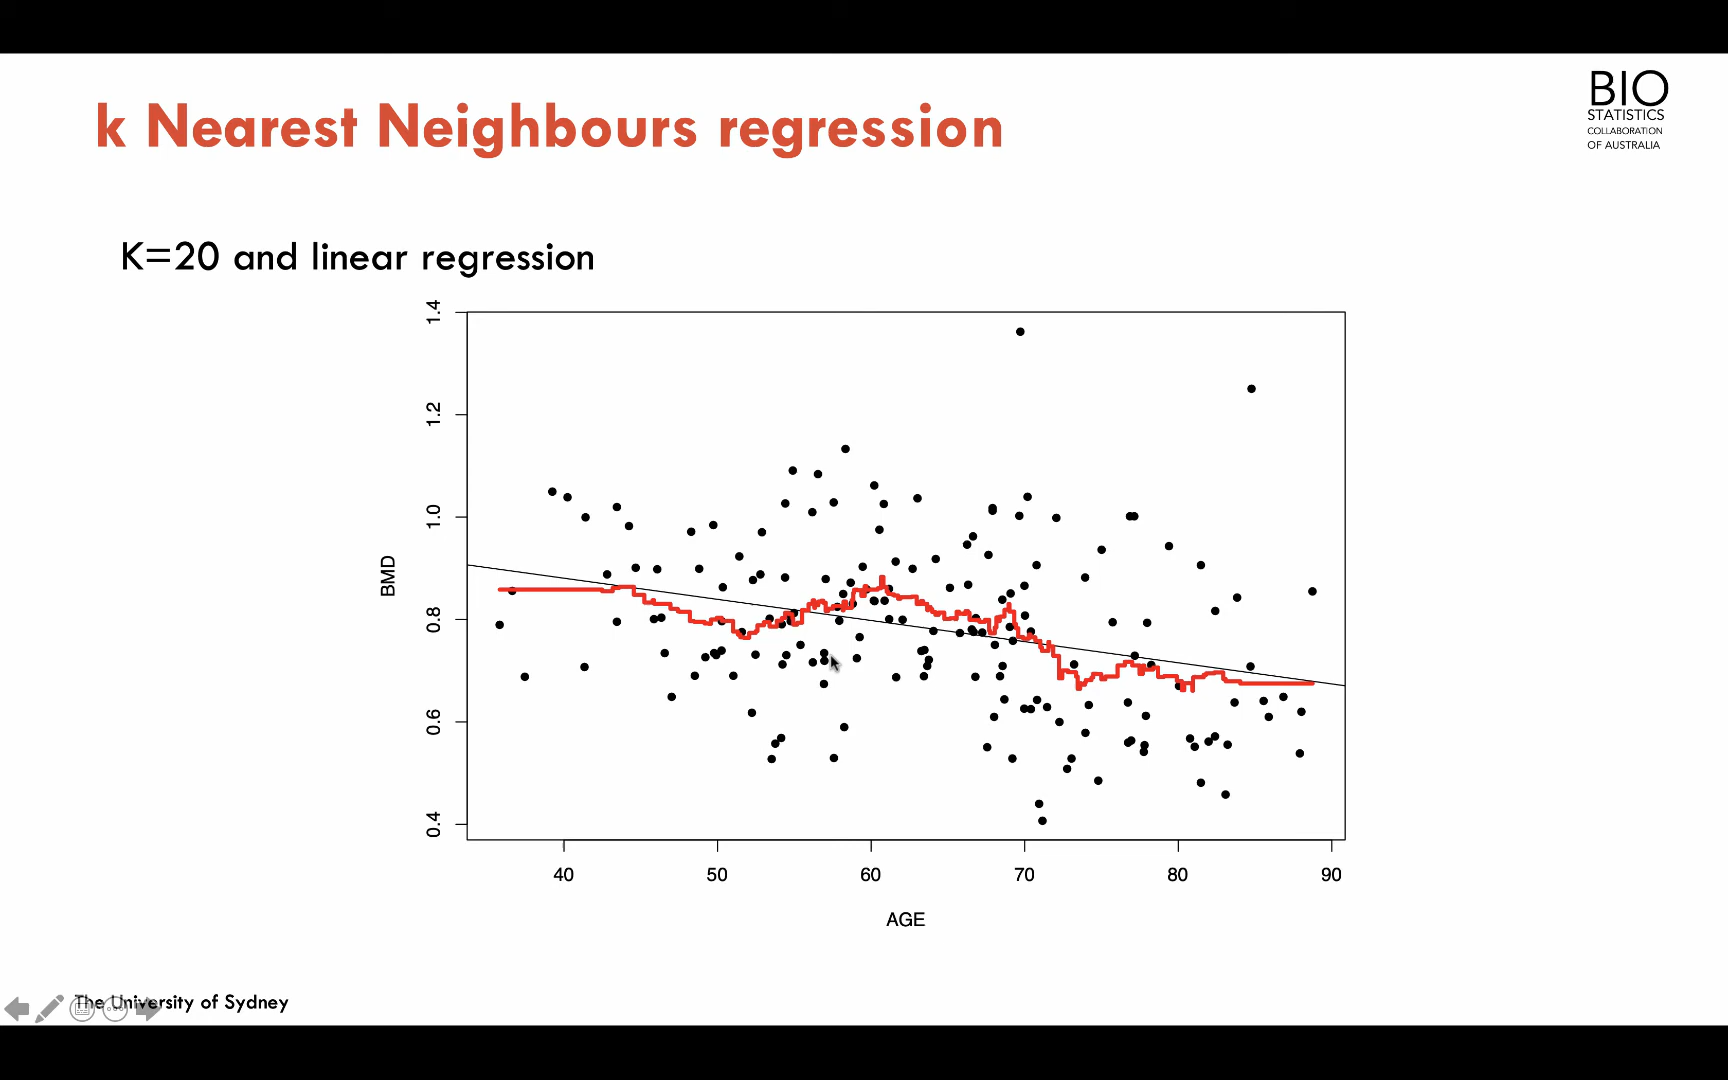 k Nearest Neighbours regression
BIO
STATISTICS
COLLABORATION
OF AUSTRALIA
K=20 and linear regression
1.4
1.2
1.0
0.8
0.6
0.4
BMD
40 50 60 70 80 90
AGE
The University of Sydney